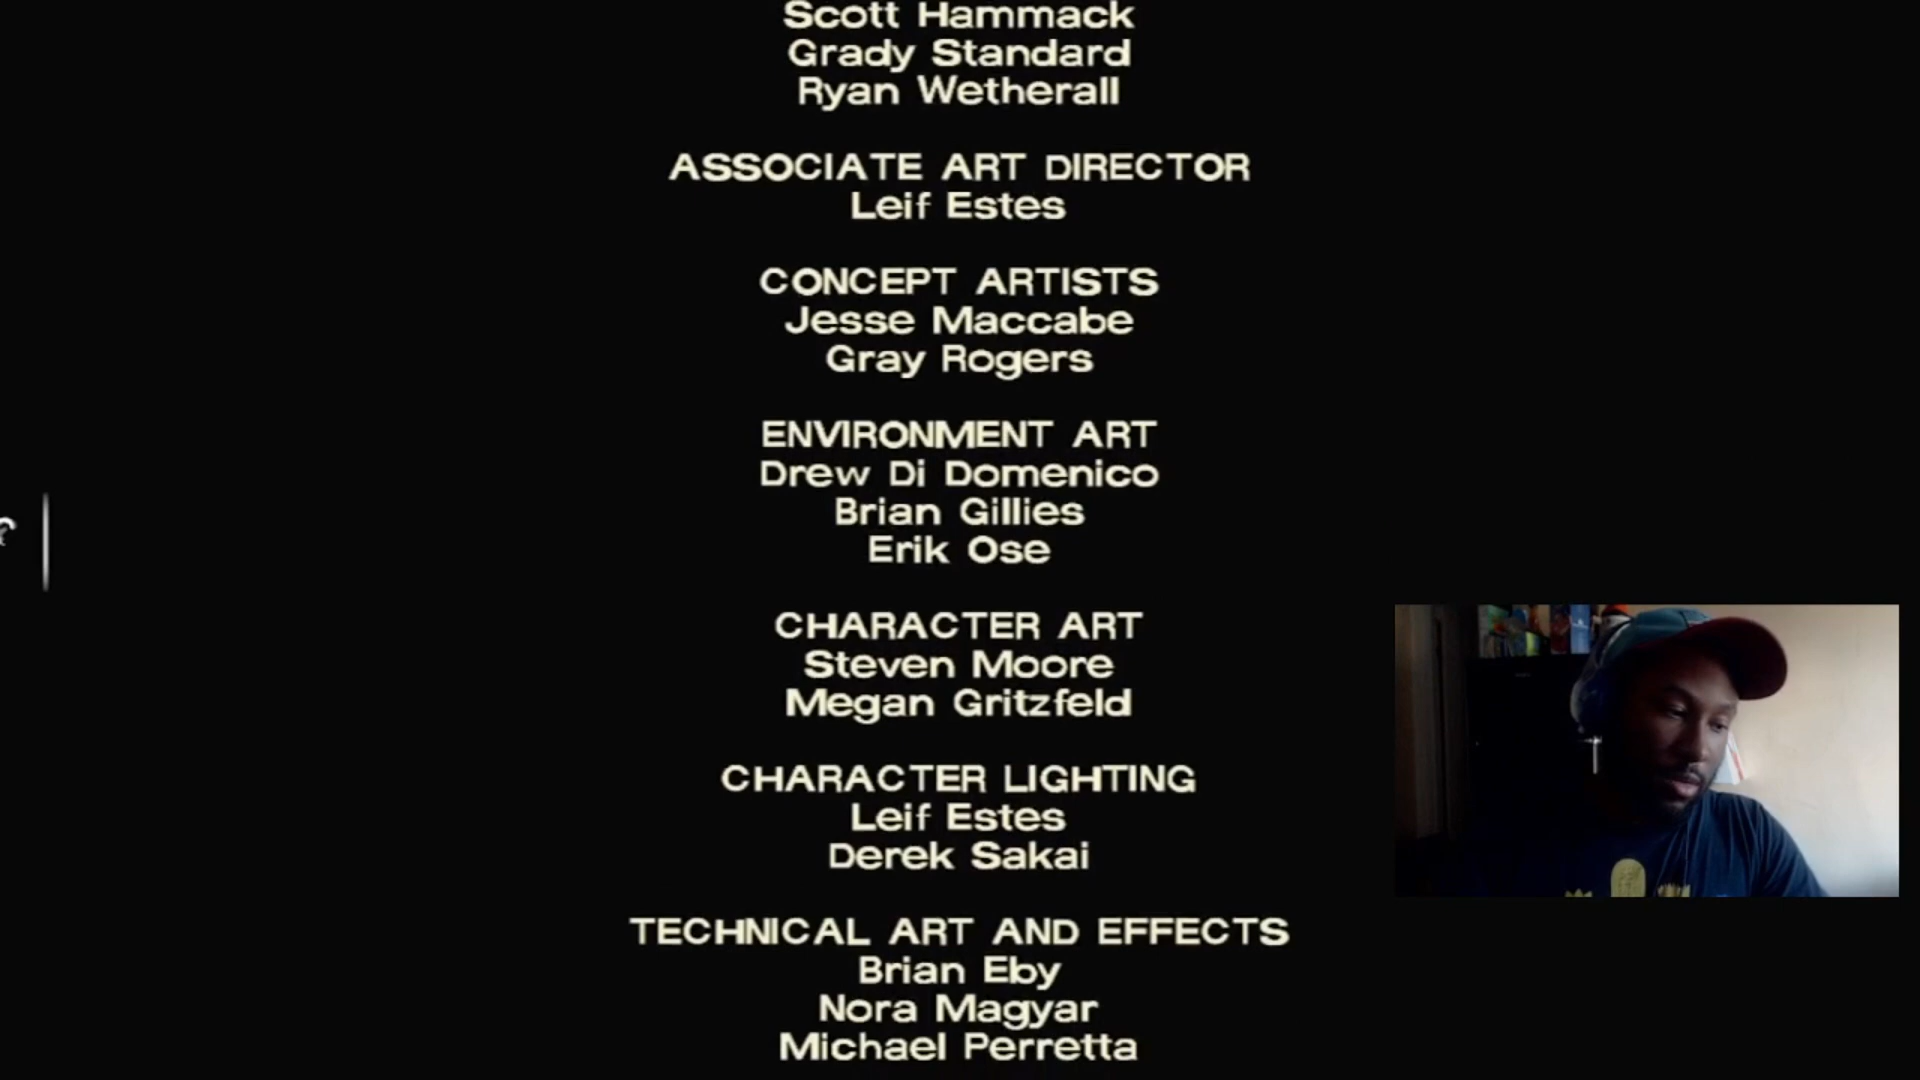 Scott Hammack
Grady Standard
Ryan Wetherall
ASSOCIATE ART DIRECTOR
Leif Estes
CONCEPT ARTISTS
Jesse Maccabe
Gray Rogers
ENVIRONMENT ART
Drew Di Domenico
Brian Gillies
Erik Ose
CHARACTER ART
Steven Moore
Megan Gritzfeld
CHARACTER LIGHTING
Leif Estes
Derek Sakai
TECHNICAL ART AND EFFECTS
Brian Eby
Nora Magyar
Michael Perretta